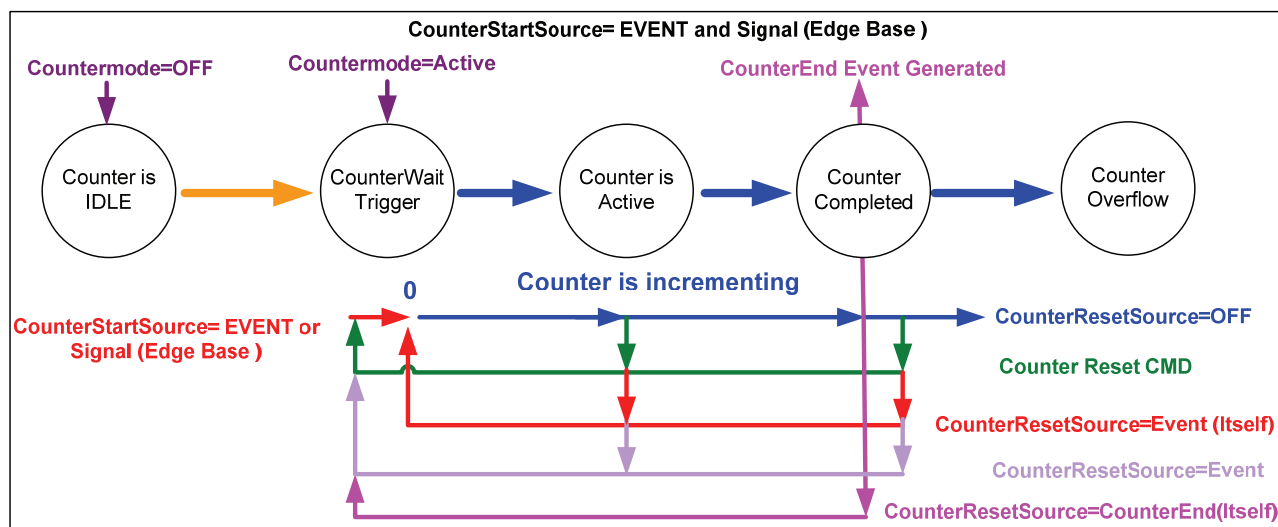 CounterStartSource= EVENT and Signal (Edge Base )
Countermode=OFF
Countermode=Active
CounterEnd Event Generated
Counter is
IDLE
CounterWait
Trigger
Counter is
Active
Counter
Completed
Counter
Overflow
0
Counter is incrementing
CounterStartSource= EVENT or
Signal (Edge Base )
CounterResetSource=OFF
Counter Reset CMD
CounterResetSource=Event (Itself)
CounterResetSource=Event
CounterResetSource=CounterEnd(Itself)